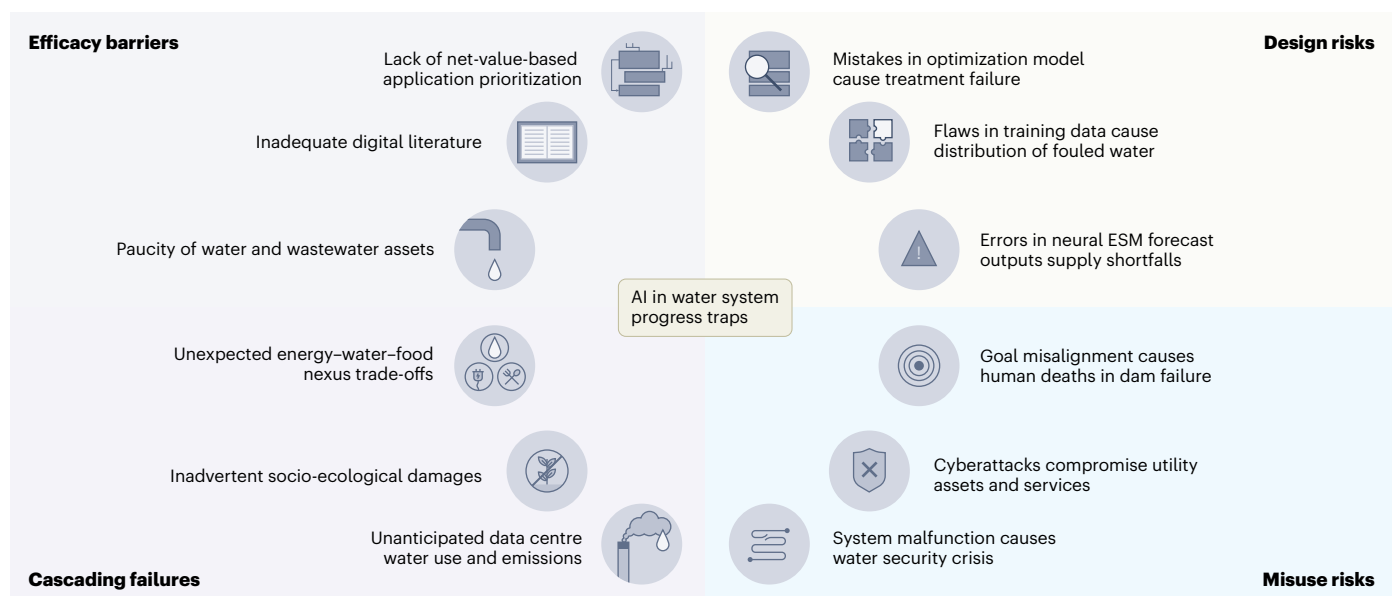 Efficacy barriers
Lack of net-value-based
application prioritization
Inadequate digital literature
Paucity of water and wastewater assets
Design risks
Mistakes in optimization model
cause treatment failure
Flaws in training data cause
distribution of fouled water
Errors in neural ESM forecast
outputs supply shortfalls
AI in water system
progress traps
Unexpected energy–water–food
nexus trade-offs
Inadvertent socio-ecological damages
Unanticipated data centre
water use and emissions
Cascading failures
Goal misalignment causes
human deaths in dam failure
Cyberattacks compromise utility
assets and services
System malfunction causes
water security crisis
Misuse risks